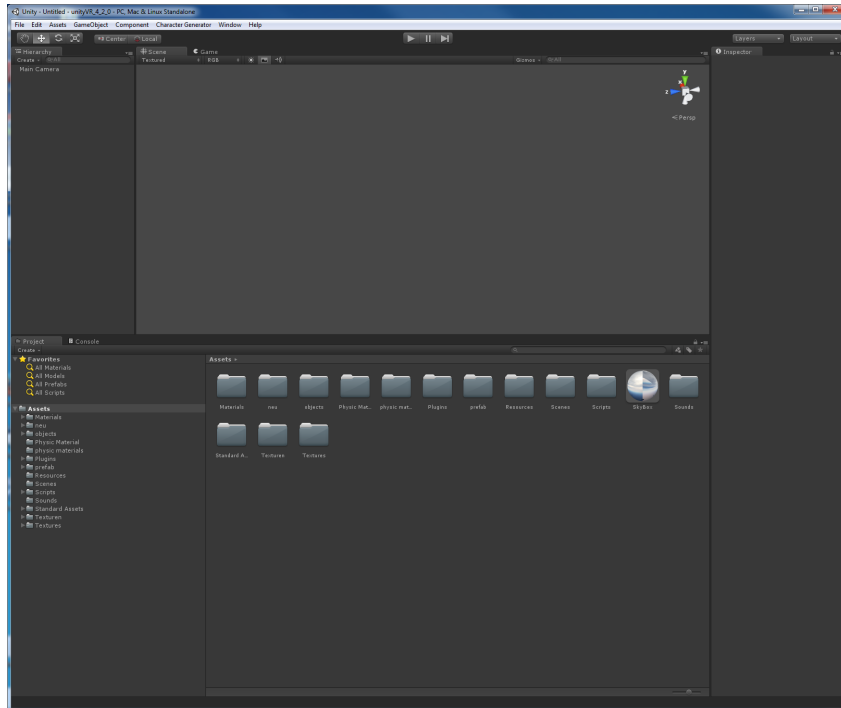 Unity - Untitled - unityVR_4_2_0 - PC, Mac & Linux Standalone
File Edit Assets GameObject Component Character Generator Window Help
Center Local Layers Layout
Hierarchy Scene Game Inspector
Create Textured RGB Gizmos
Main Camera
Y
x
z
Persp
Project Console
Create
Favorites Assets
All Materials
All Models
All Prefabs
All Scripts
Materials neu objects Physic Mat... physic mat... Plugins prefab Resources Scenes Scripts SkyBox Sounds
Standard A... Texturen Textures
Assets
Materials
neu
objects
Physic Material
physic materials
Plugins
prefab
Resources
Scenes
Scripts
Sounds
Standard Assets
Texturen
Textures